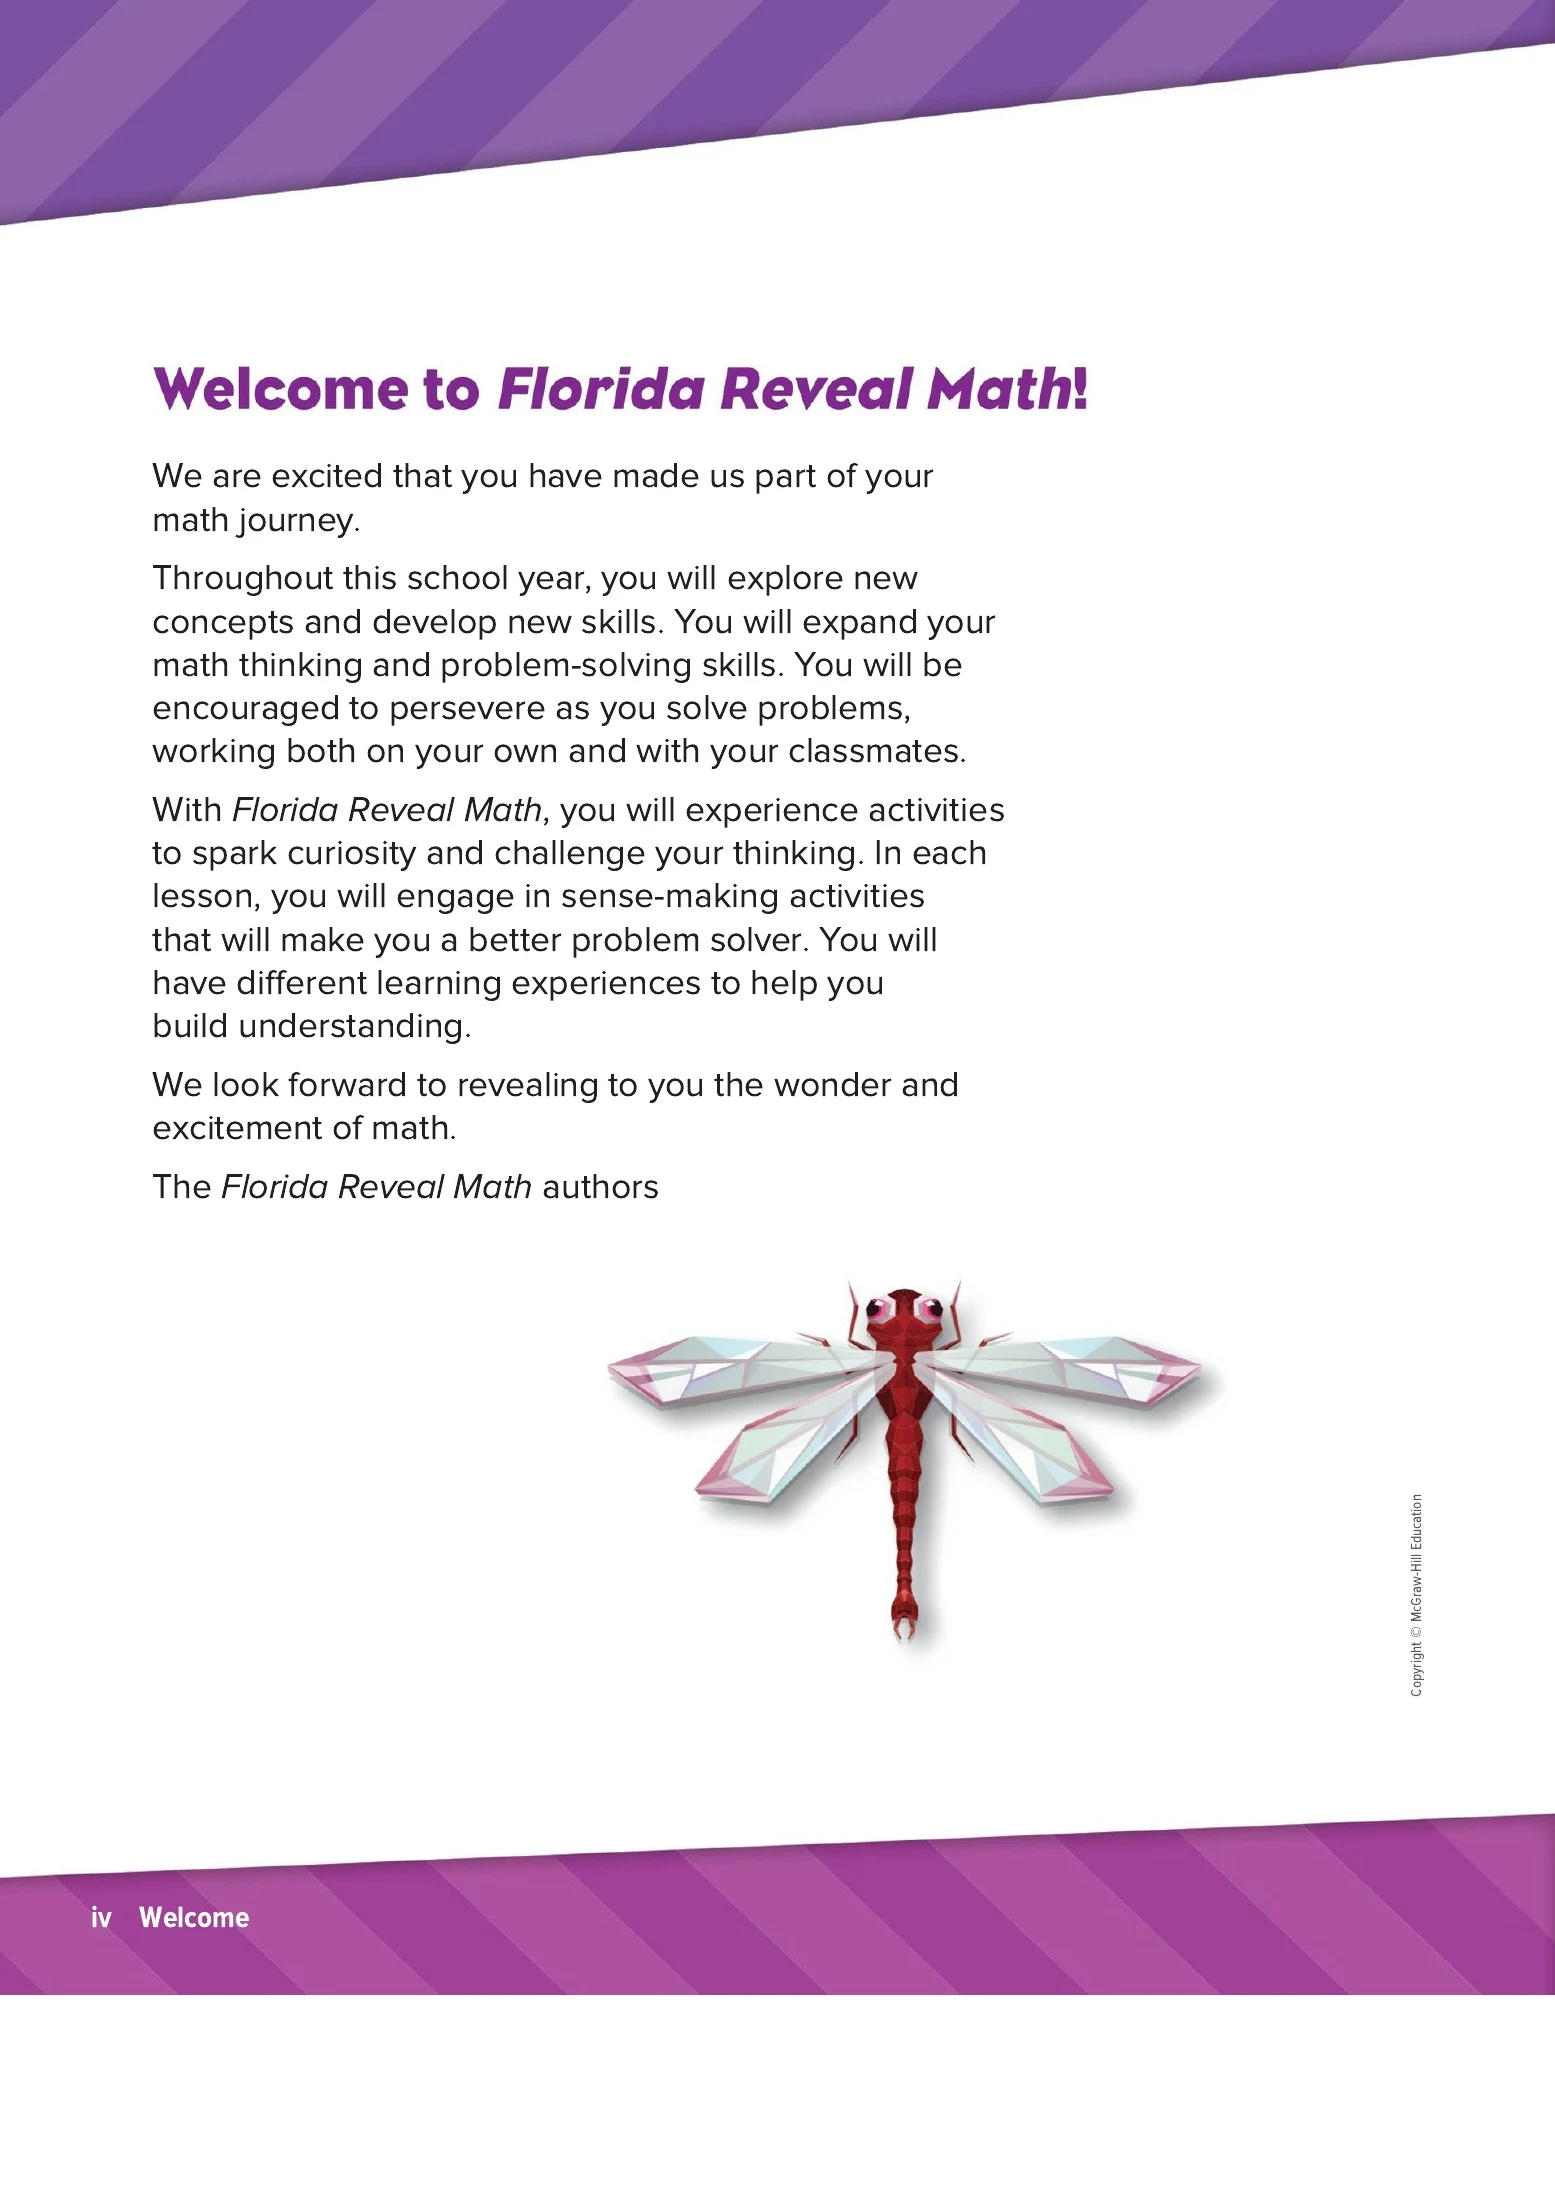 Welcome to Florida Reveal Math!
We are excited that you have made us part of your
math journey.
Throughout this school year, you will explore new
concepts and develop new skills. You will expand your
math thinking and problem-solving skills. You will be
encouraged to persevere as you solve problems,
working both on your own and with your classmates.
With Florida Reveal Math, you will experience activities
to spark curiosity and challenge your thinking. In each
lesson, you will engage in sense-making activities
that will make you a better problem solver. You will
have different learning experiences to help you
build understanding.
We look forward to revealing to you the wonder and
excitement of math.
The Florida Reveal Math authors
Copyright © McGraw-Hill Education
iv Welcome